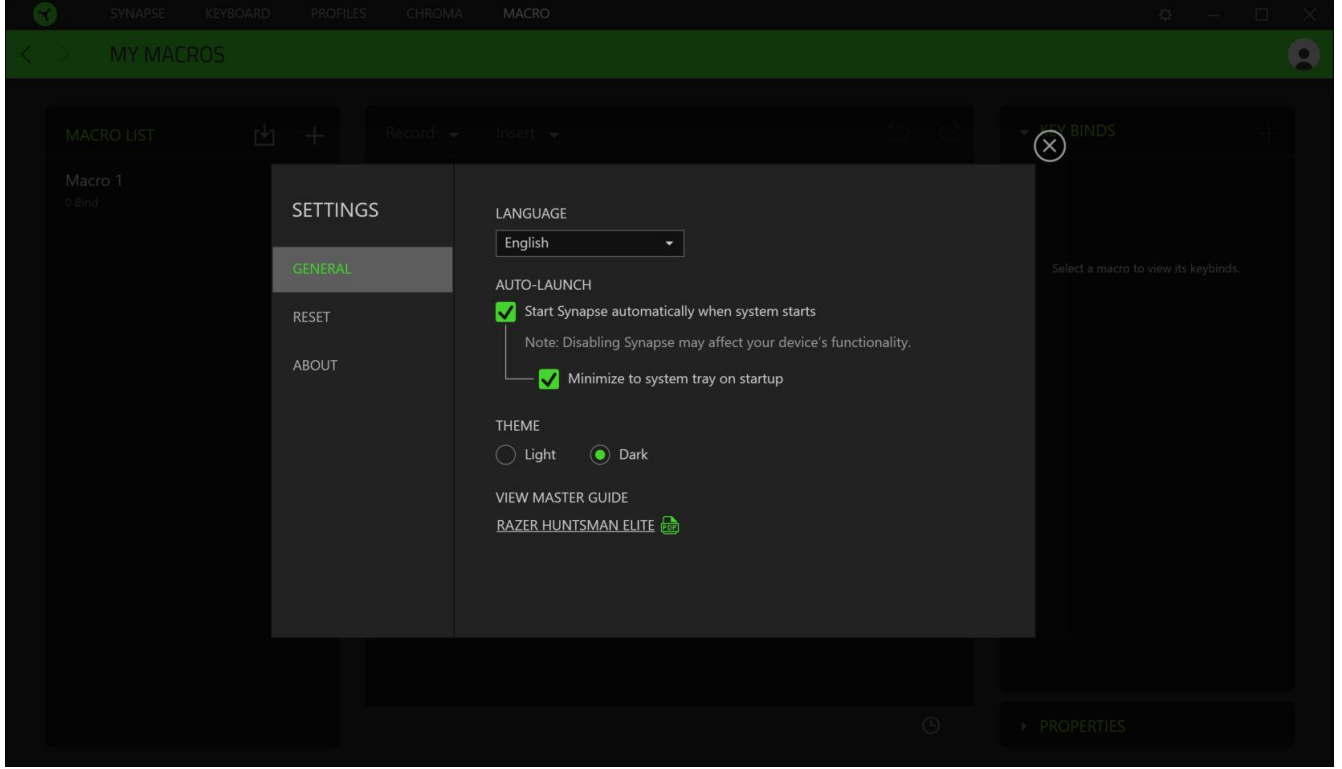 SYNAPSE KEYBOARD PROFILES CHROMA MACRO
MY MACROS
MACRO LIST
Record
Insert
KEY BINDS
Macro 1
0 Bind
Select a macro to view its keybinds.
SETTINGS
GENERAL
RESET
ABOUT
LANGUAGE
English
AUTO-LAUNCH
Start Synapse automatically when system starts
Note: Disabling Synapse may affect your device's functionality.
Minimize to system tray on startup
THEME
Light
Dark
VIEW MASTER GUIDE
RAZER HUNTSMAN ELITE
PDF
PROPERTIES